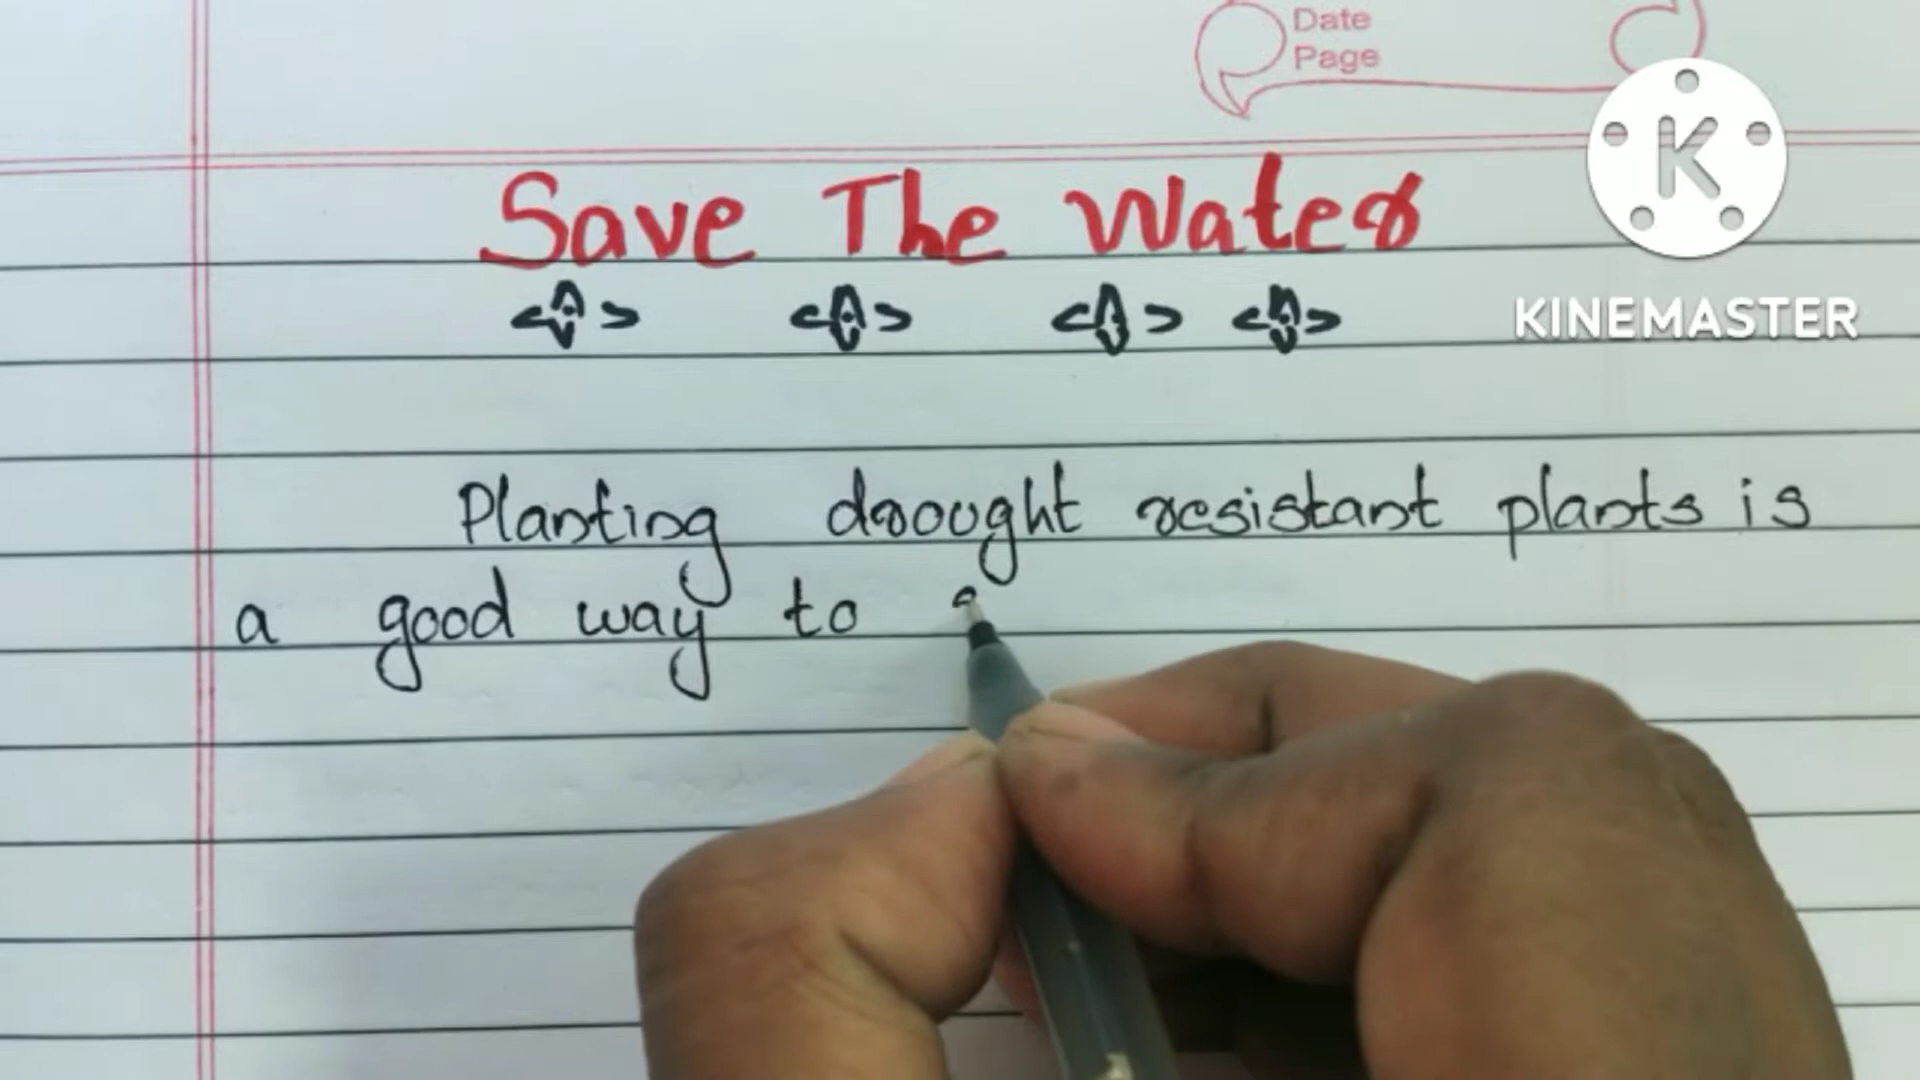 Date
Page
Save The Water
KINEMASTER
Planting drought resistant plants is
a good way to